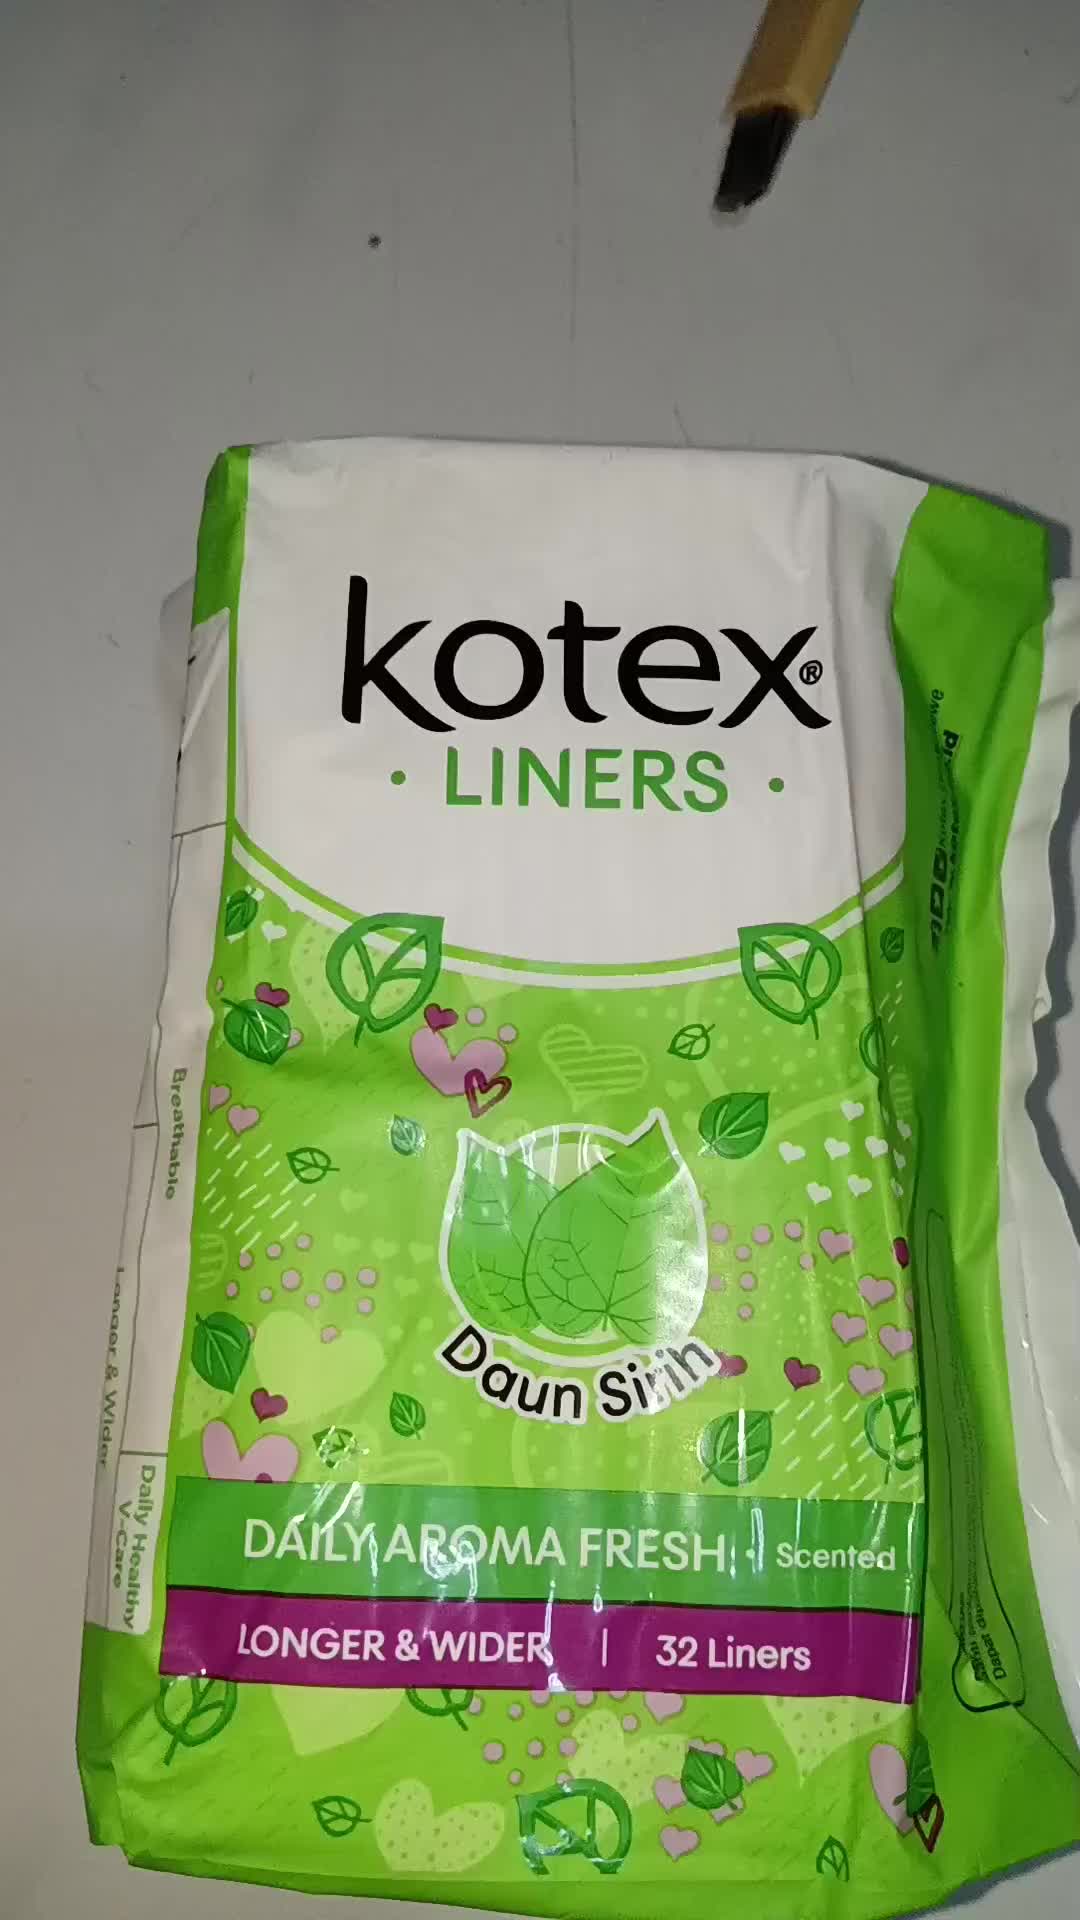 kotex®
• LINERS •
Daun Sirih
DAILY AROMA FRESH • Scented
LONGER & WIDER | 32 Liners
Breathable
Longer & Wider
Daily Healthy
V-care